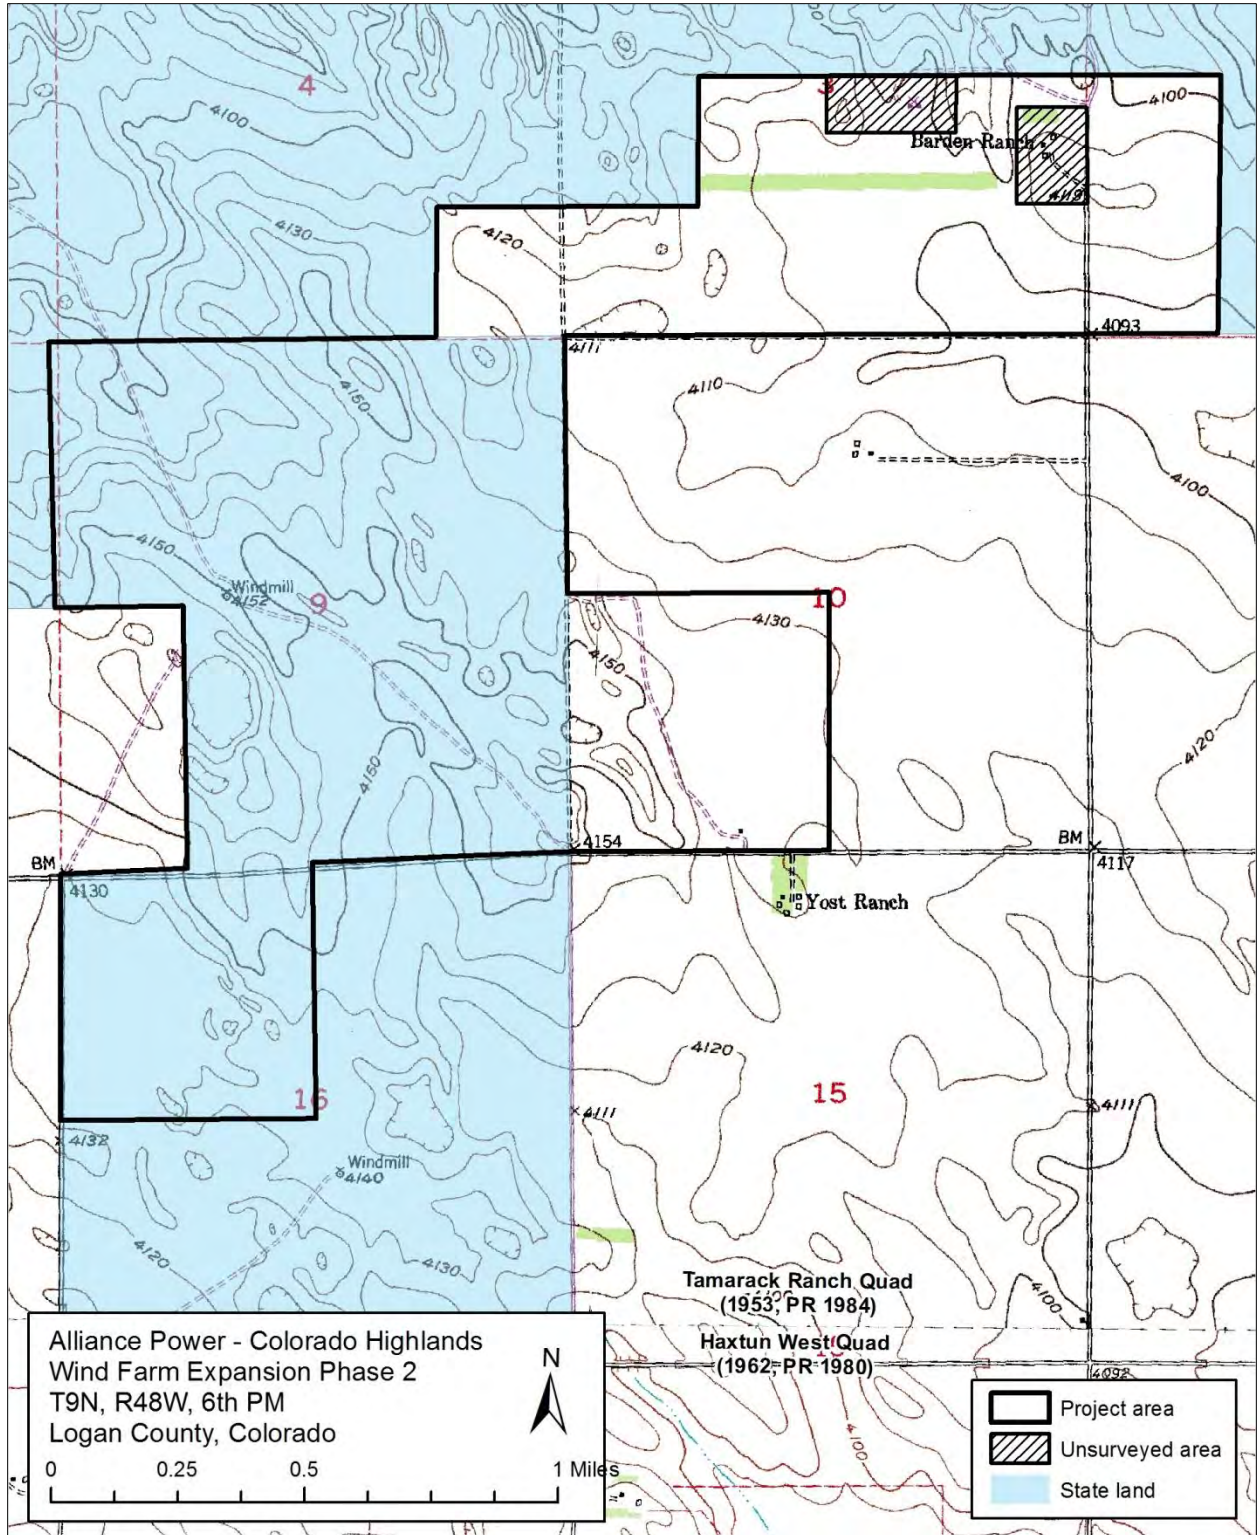 4
3
4100
4100
Barden Ranch
4119
4130
4120
4093
4111
4150
4110
4100
4150
Windmill
4152
9
10
4130
4150
4120
4150
4154
BM
4130
BM
4117
Yost Ranch
4120
16
15
4111
4111
4132
Windmill
4140
4120
4130
Tamarack Ranch Quad
(1953, PR 1984)
4100
Haxtun West Quad
(1962, PR 1980)
4092
4100
Alliance Power - Colorado Highlands
Wind Farm Expansion Phase 2
T9N, R48W, 6th PM
Logan County, Colorado
N
0 0.25 0.5 1 Miles
Project area
Unsurveyed area
State land